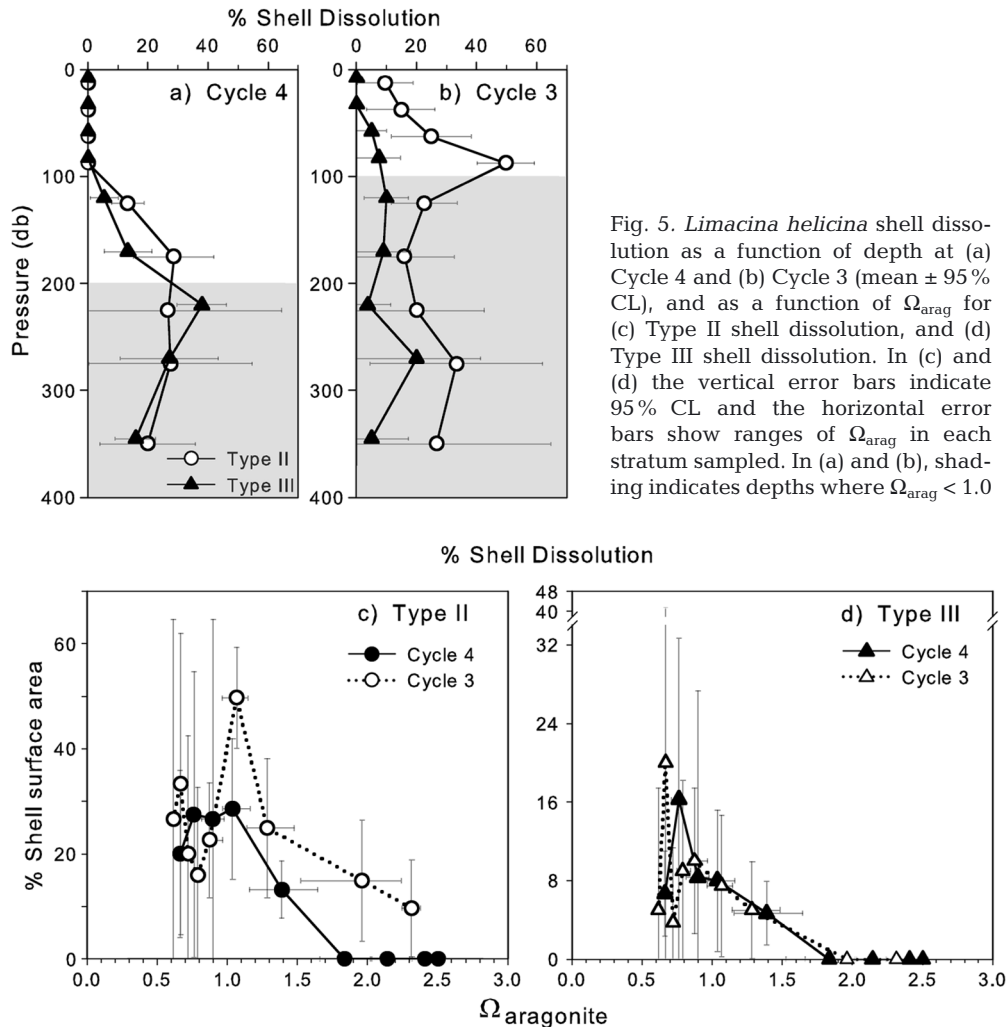 % Shell Dissolution
0 20 40 60 0 20 40 60
0
100
200
300
400
Pressure (db)
a) Cycle 4
b) Cycle 3
Type II
Type III
Fig. 5. Limacina helicina shell disso-
lution as a function of depth at (a)
Cycle 4 and (b) Cycle 3 (mean ± 95%
CL), and as a function of Ωarag for
(c) Type II shell dissolution, and (d)
Type III shell dissolution. In (c) and
(d) the vertical error bars indicate
95% CL and the horizontal error
bars show ranges of Ωarag in each
stratum sampled. In (a) and (b), shad-
ing indicates depths where Ωarag < 1.0
% Shell Dissolution
% Shell surface area
60
40
20
0
c) Type II
Cycle 4
Cycle 3
0.0 0.5 1.0 1.5 2.0 2.5 3.0
48
40
32
24
16
8
0
d) Type III
Cycle 4
Cycle 3
0.0 0.5 1.0 1.5 2.0 2.5 3.0
Ωaragonite